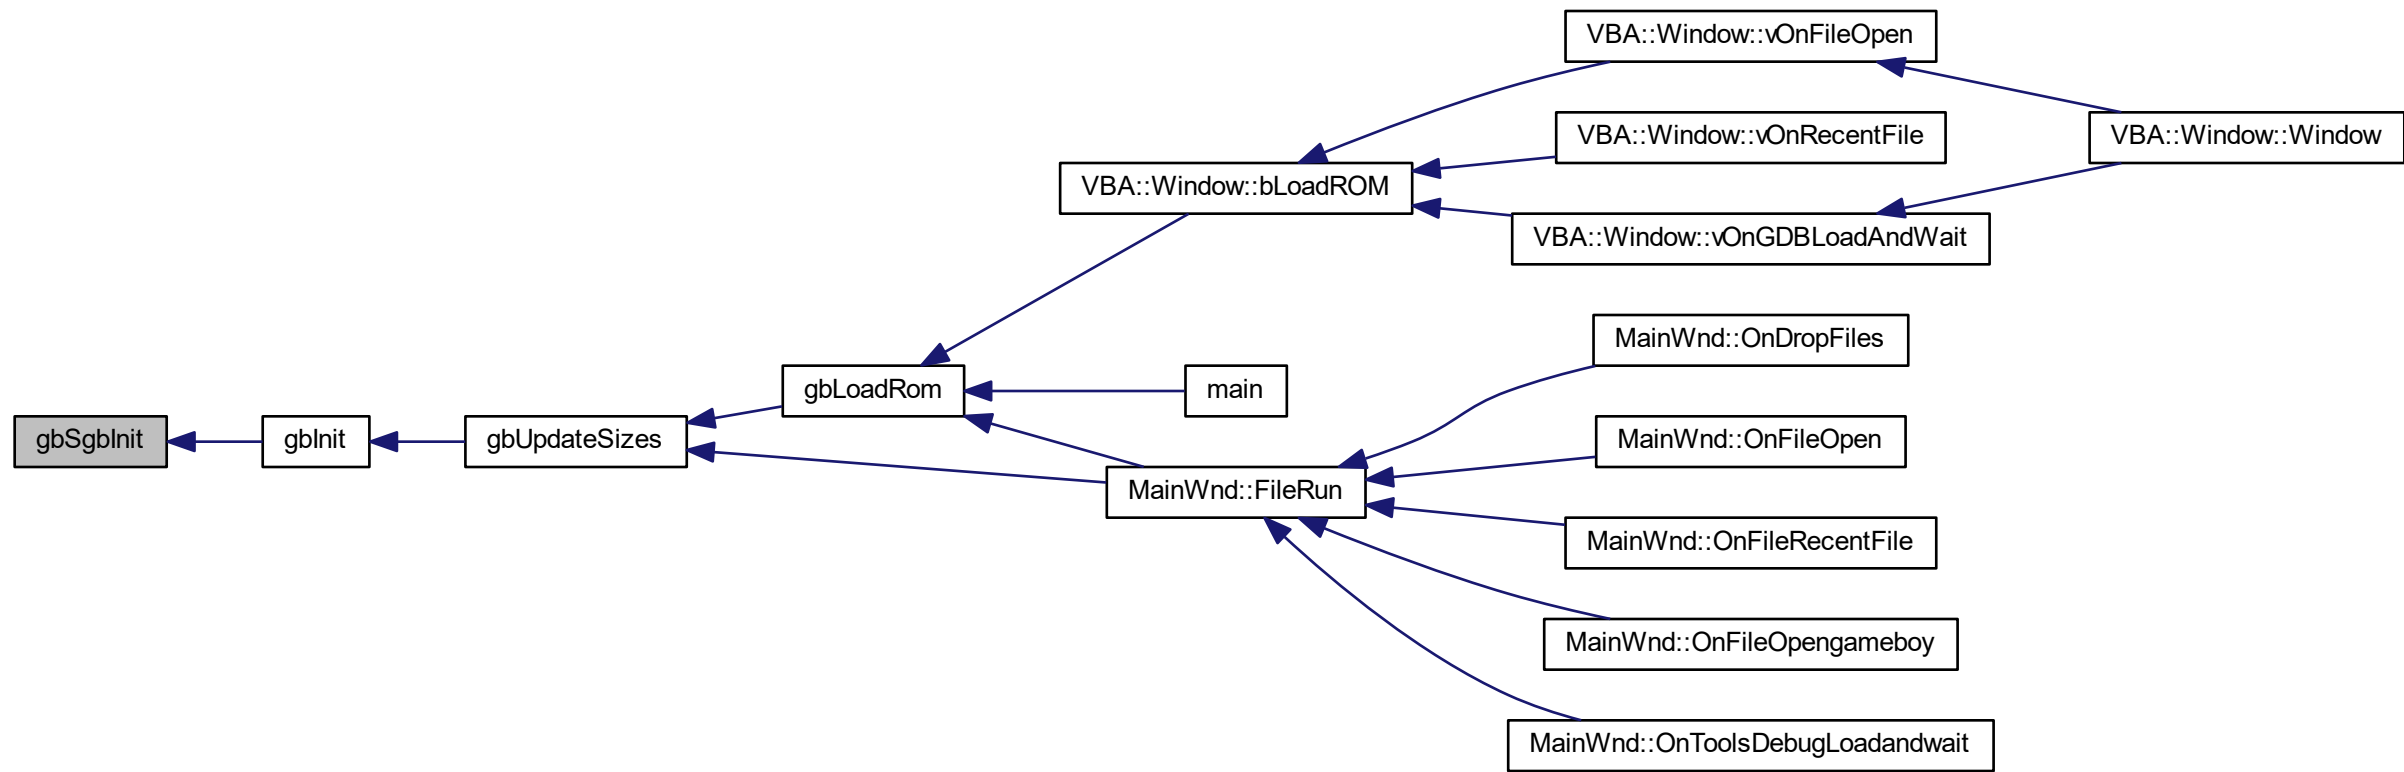 VBA::Window::vOnFileOpen
VBA::Window::vOnRecentFile
VBA::Window::Window
VBA::Window::bLoadROM
VBA::Window::vOnGDBLoadAndWait
MainWnd::OnDropFiles
gbLoadRom
main
gbSgbInit
gbInit
gbUpdateSizes
MainWnd::OnFileOpen
MainWnd::FileRun
MainWnd::OnFileRecentFile
MainWnd::OnFileOpengameboy
MainWnd::OnToolsDebugLoadandwait